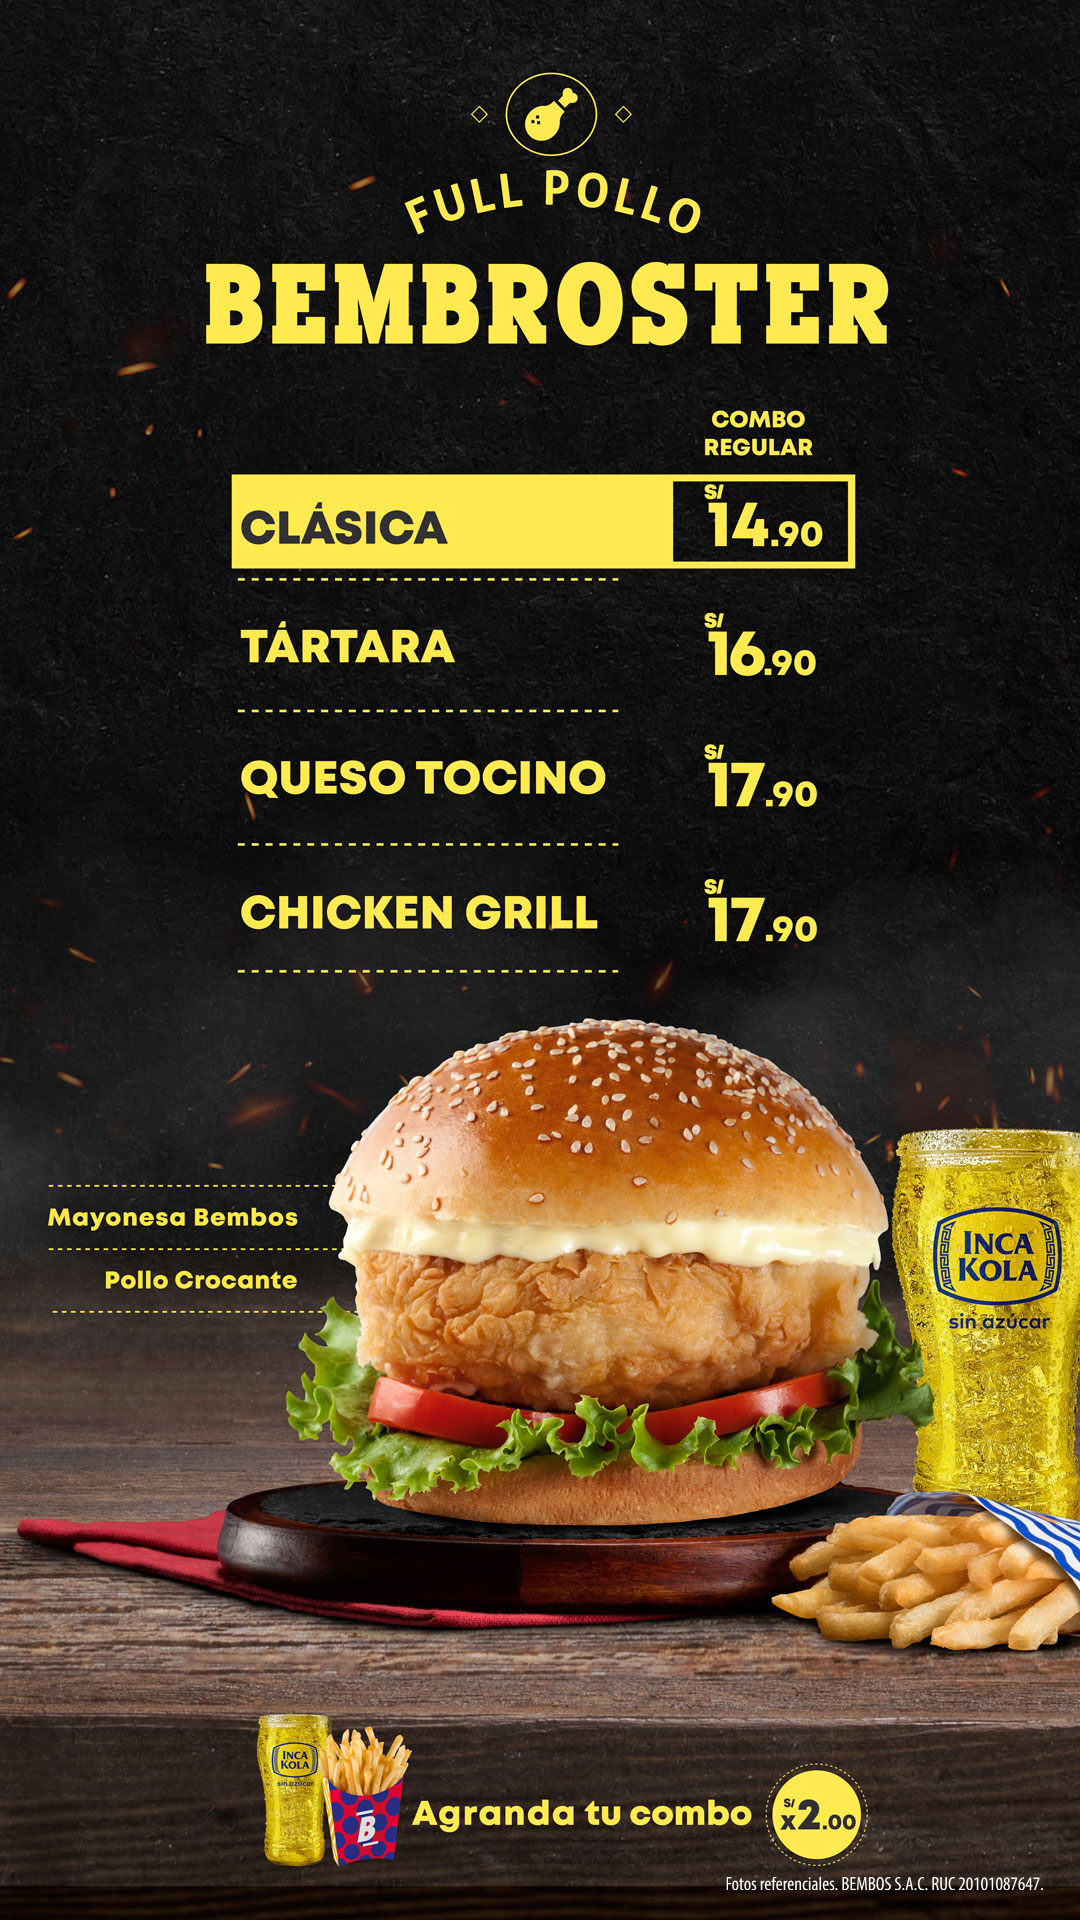 FULL POLLO
BEMBROSTER
COMBO
REGULAR
CLÁSICA S/ 14.90
TÁRTARA S/ 16.90
QUESO TOCINO S/ 17.90
CHICKEN GRILL S/ 17.90
Mayonesa Bembos
Pollo Crocante
INCA
KOLA
sin azúcar
INCA
KOLA
sin azúcar
B
Agranda tu combo S/ x2.00
Fotos referenciales. BEMBOS S.A.C. RUC 20101087647.